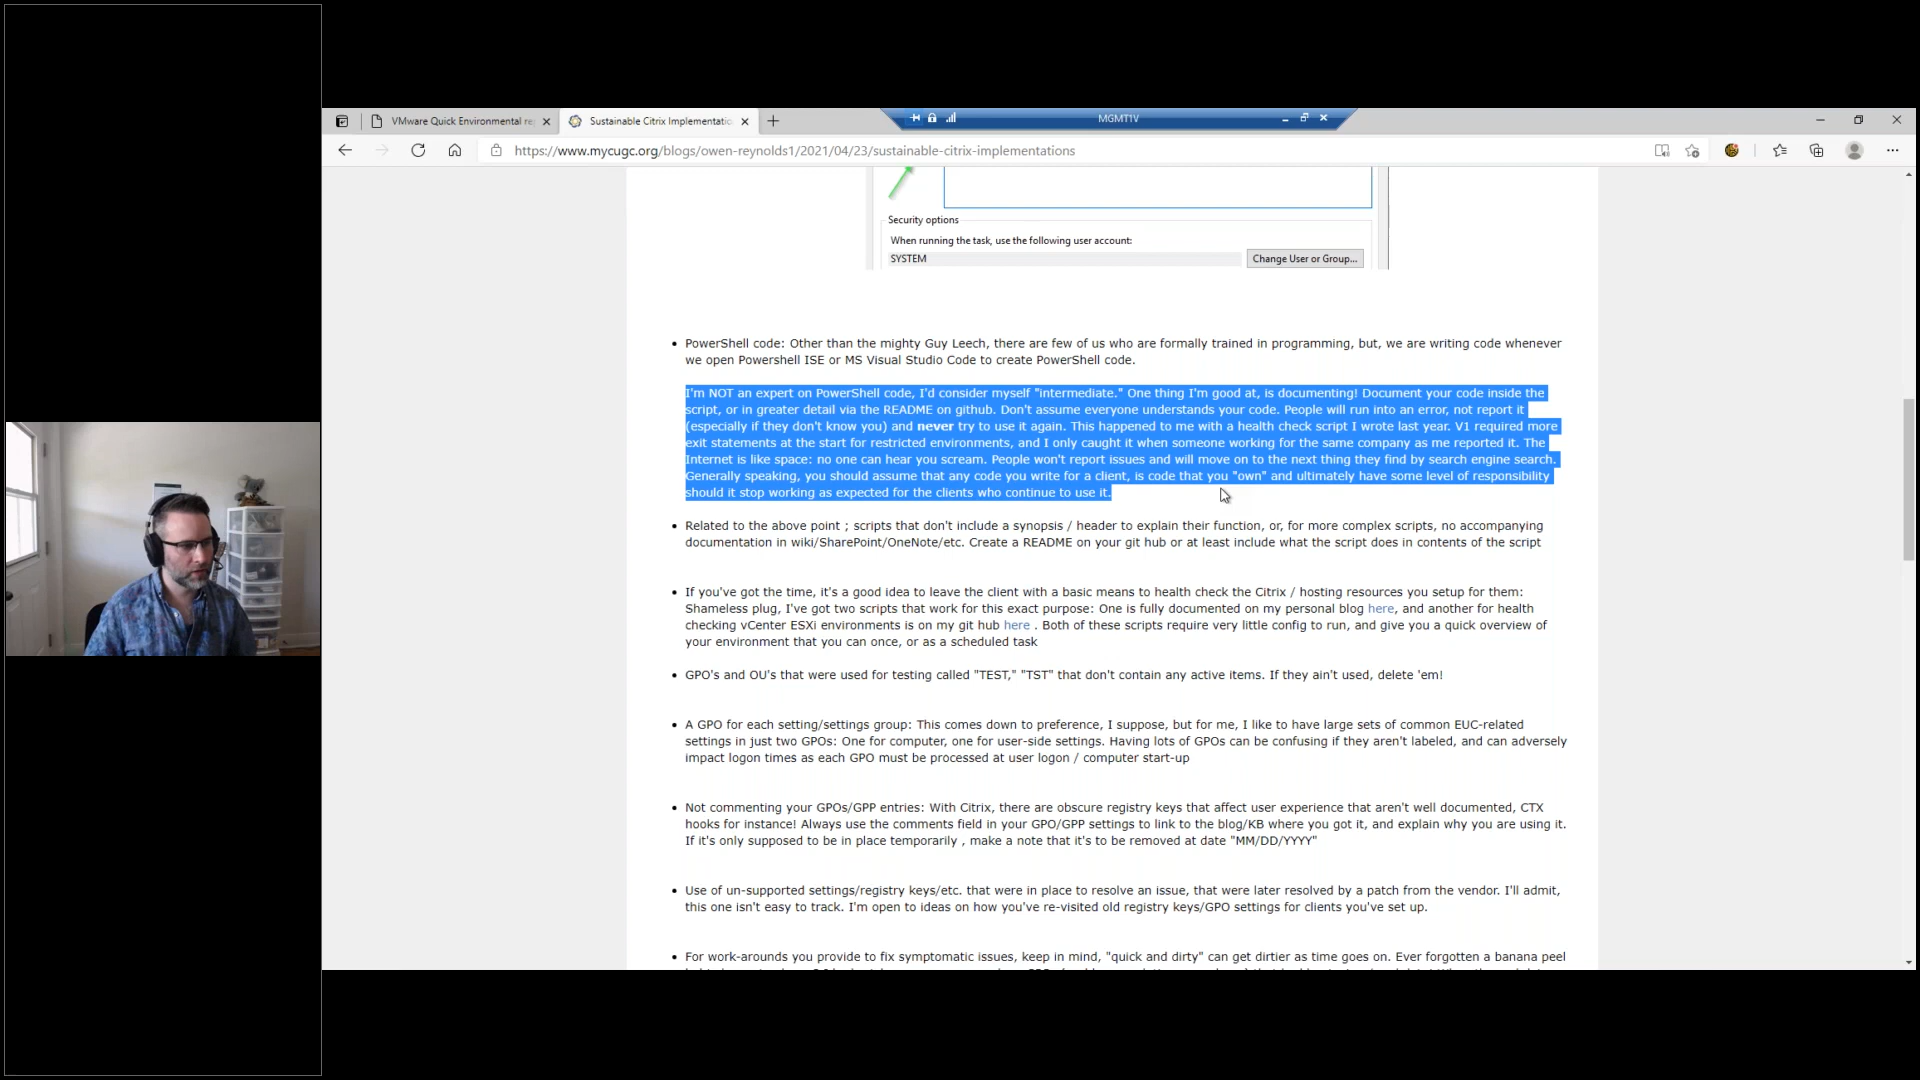 VMware Quick Environmental re
Sustainable Citrix Implementatio
MGMT1V
https://www.mycugc.org/blogs/owen-reynolds1/2021/04/23/sustainable-citrix-implementations
Security options
When running the task, use the following user account:
SYSTEM
Change User or Group...
PowerShell code: Other than the mighty Guy Leech, there are few of us who are formally trained in programming, but, we are writing code whenever
we open Powershell ISE or MS Visual Studio Code to create PowerShell code.
I'm NOT an expert on PowerShell code, I'd consider myself "intermediate." One thing I'm good at, is documenting! Document your code inside the
script, or in greater detail via the README on github. Don't assume everyone understands your code. People will run into an error, not report it
(especially if they don't know you) and never try to use it again. This happened to me with a health check script I wrote last year. V1 required more
exit statements at the start for restricted environments, and I only caught it when someone working for the same company as me reported it. The
Internet is like space: no one can hear you scream. People won't report issues and will move on to the next thing they find by search engine search.
Generally speaking, you should assume that any code you write for a client, is code that you "own" and ultimately have some level of responsibility
should it stop working as expected for the clients who continue to use it.
Related to the above point ; scripts that don't include a synopsis / header to explain their function, or, for more complex scripts, no accompanying
documentation in wiki/SharePoint/OneNote/etc. Create a README on your git hub or at least include what the script does in contents of the script
If you've got the time, it's a good idea to leave the client with a basic means to health check the Citrix / hosting resources you setup for them:
Shameless plug, I've got two scripts that work for this exact purpose: One is fully documented on my personal blog here, and another for health
checking vCenter ESXi environments is on my git hub here . Both of these scripts require very little config to run, and give you a quick overview of
your environment that you can once, or as a scheduled task
GPO's and OU's that were used for testing called "TEST," "TST" that don't contain any active items. If they ain't used, delete 'em!
A GPO for each setting/settings group: This comes down to preference, I suppose, but for me, I like to have large sets of common EUC-related
settings in just two GPOs: One for computer, one for user-side settings. Having lots of GPOs can be confusing if they aren't labeled, and can adversely
impact logon times as each GPO must be processed at user logon / computer start-up
Not commenting your GPOs/GPP entries: With Citrix, there are obscure registry keys that affect user experience that aren't well documented, CTX
hooks for instance! Always use the comments field in your GPO/GPP settings to link to the blog/KB where you got it, and explain why you are using it.
If it's only supposed to be in place temporarily , make a note that it's to be removed at date "MM/DD/YYYY"
Use of un-supported settings/registry keys/etc. that were in place to resolve an issue, that were later resolved by a patch from the vendor. I'll admit,
this one isn't easy to track. I'm open to ideas on how you've re-visited old registry keys/GPO settings for clients you've set up.
For work-arounds you provide to fix symptomatic issues, keep in mind, "quick and dirty" can get dirtier as time goes on. Ever forgotten a banana peel